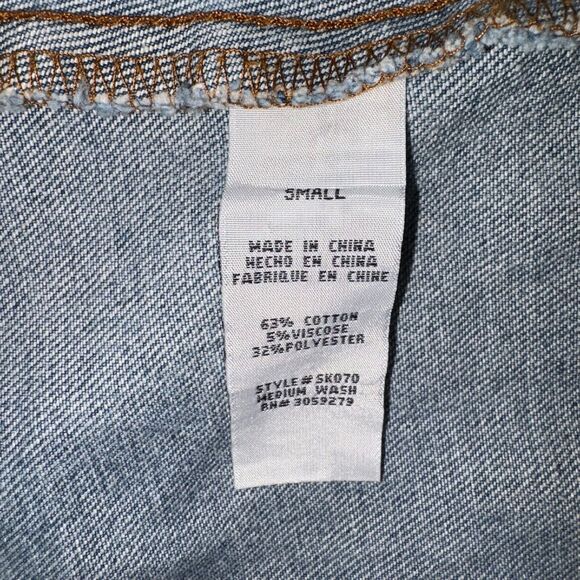 SMALL
MADE IN CHINA
HECHO EN CHINA
FABRIQUE EN CHINE
63% COTTON
5% VISCOSE
32% POLYESTER
STYLE# SK070
MEDIUM WASH
RN# 3059279